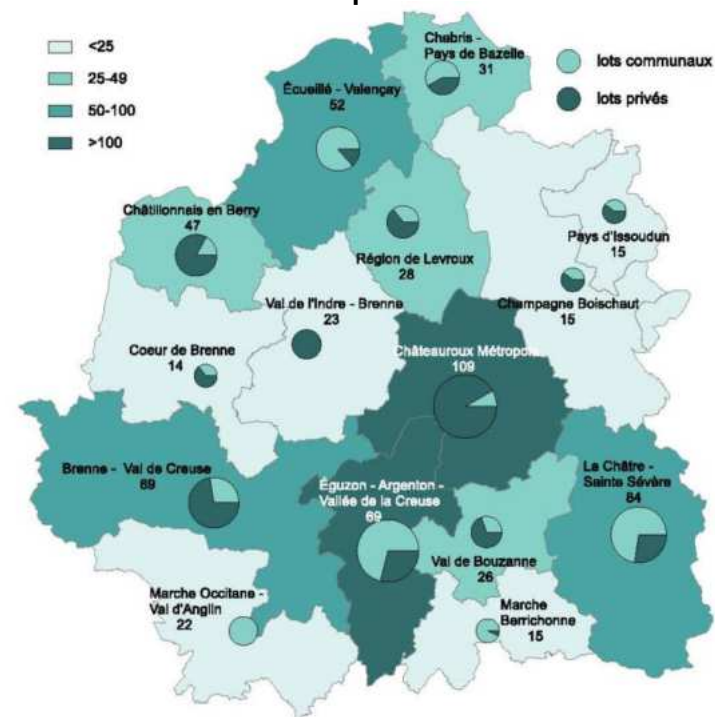 <25
25-49
50-100
>100
Chabris -
Pays de Bazelle
31
lots communaux
lots privés
Écueillé - Valençay
52
Châtillonnais en Berry
47
Région de Levroux
28
Pays d'Issoudun
15
Champagne Boischaut
15
Val de l'Indre - Brenne
23
Coeur de Brenne
14
Châteauroux Métropole
109
Brenne - Val de Creuse
69
Éguzon - Argenton -
Vallée de la Creuse
69
La Châtre -
Sainte Sévère
84
Val de Bouzanne
26
Marche Occitane -
Val d'Anglin
22
Marche
Berrichonne
15